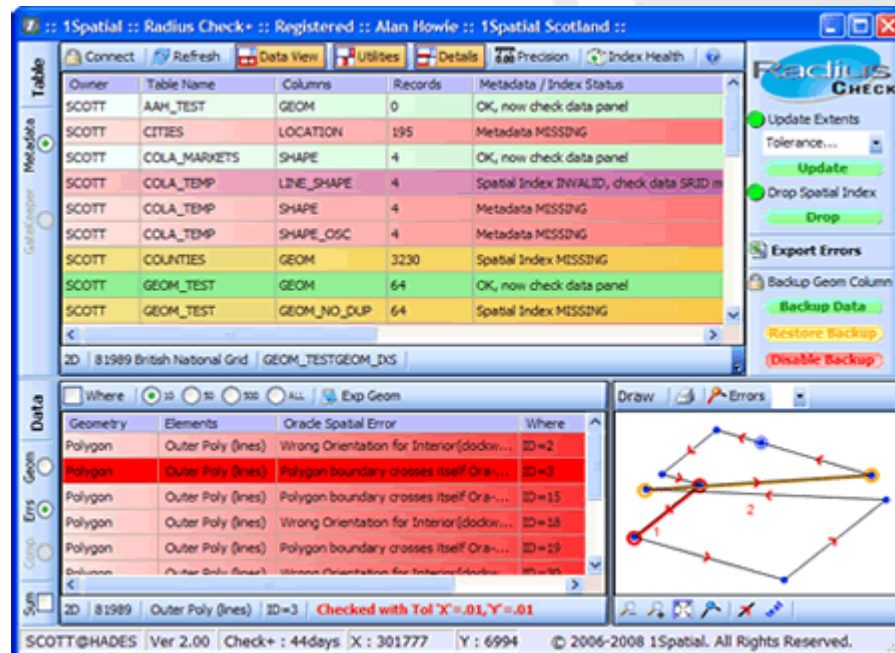 :: 1Spatial :: Radius Check+ :: Registered :: Alan Howie :: 1Spatial Scotland ::
Connect Refresh Data View Utilities Details Precision Index Health
Table
Metadata
GateKeeper
Owner Table Name Columns Records Metadata / Index Status
SCOTT AAH_TEST GEOM 0 OK, now check data panel
SCOTT CITIES LOCATION 195 Metadata MISSING
SCOTT COLA_MARKETS SHAPE 4 OK, now check data panel
SCOTT COLA_TEMP LINE_SHAPE 4 Spatial Index INVALID, check data SRID m
SCOTT COLA_TEMP SHAPE 4 Metadata MISSING
SCOTT COLA_TEMP SHAPE_OSC 4 Metadata MISSING
SCOTT COUNTIES GEOM 3230 Spatial Index MISSING
SCOTT GEOM_TEST GEOM 64 OK, now check data panel
SCOTT GEOM_TEST GEOM_NO_DUP 64 Spatial Index MISSING
2D 81989 British National Grid GEOM_TESTGEOM_IXS
Radius
CHECK
Update Extents
Tolerance...
Update
Drop Spatial Index
Drop
Export Errors
Backup Geom Column
Backup Data
Restore Backup
Disable Backup
Data
Geom
Errs
Comp
Sum
Where 10 50 500 ALL Exp Geom
Geometry Elements Oracle Spatial Error Where
Polygon Outer Poly (lines) Wrong Orientation for Interior(clockw... ID=2
Polygon Outer Poly (lines) Polygon boundary crosses itself Ora-... ID=3
Polygon Outer Poly (lines) Polygon boundary crosses itself Ora-... ID=15
Polygon Outer Poly (lines) Wrong Orientation for Interior(clockw... ID=18
Polygon Outer Poly (lines) Polygon boundary crosses itself Ora-... ID=19
Polygon Outer Poly (lines) Wrong Orientation for Interior(clockw...
2D 81989 Outer Poly (lines) ID=3 Checked with Tol 'X'=.01,'Y'=.01
Draw Errors
2
1
SCOTT@HADES Ver 2.00 Check+ : 44days X : 301777 Y : 6994 © 2006-2008 1Spatial. All Rights Reserved.